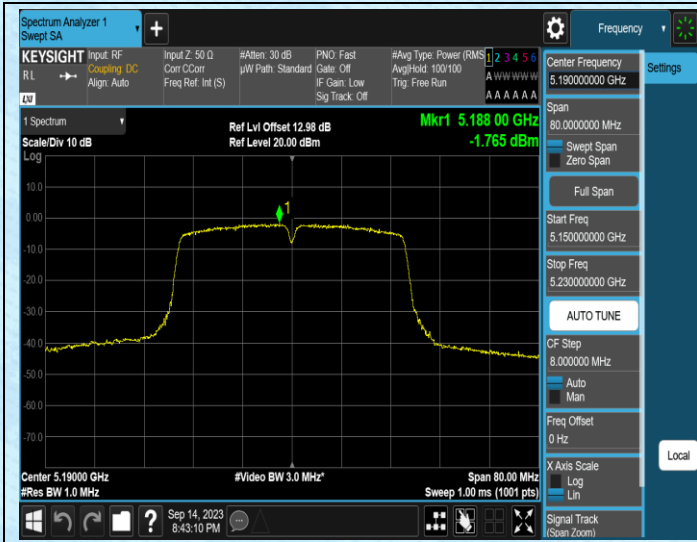 Spectrum Analyzer 1
Swept SA
+
Frequency
KEYSIGHT
RL
LXI
Input: RF
Coupling: DC
Align: Auto
Input Z: 50 Ω
Corr CCorr
Freq Ref: Int (S)
#Atten: 30 dB
µW Path: Standard
PNO: Fast
Gate: Off
IF Gain: Low
Sig Track: Off
#Avg Type: Power (RMS
Avg|Hold: 100/100
Trig: Free Run
1 2 3 4 5 6
A W W W W W
A A A A A A
1 Spectrum
Scale/Div 10 dB
Log
Ref Lvl Offset 12.98 dB
Ref Level 20.00 dBm
Mkr1 5.188 00 GHz
-1.765 dBm
10.0
0.00
-10.0
-20.0
-30.0
-40.0
-50.0
-60.0
-70.0
1
Center 5.19000 GHz
#Res BW 1.0 MHz
#Video BW 3.0 MHz*
Span 80.00 MHz
Sweep 1.00 ms (1001 pts)
Sep 14, 2023
8:43:10 PM
?
Center Frequency
5.190000000 GHz
Span
80.0000000 MHz
Swept Span
Zero Span
Full Span
Start Freq
5.150000000 GHz
Stop Freq
5.230000000 GHz
AUTO TUNE
CF Step
8.000000 MHz
Auto
Man
Freq Offset
0 Hz
X Axis Scale
Log
Lin
Signal Track
(Span Zoom)
Settings
Local